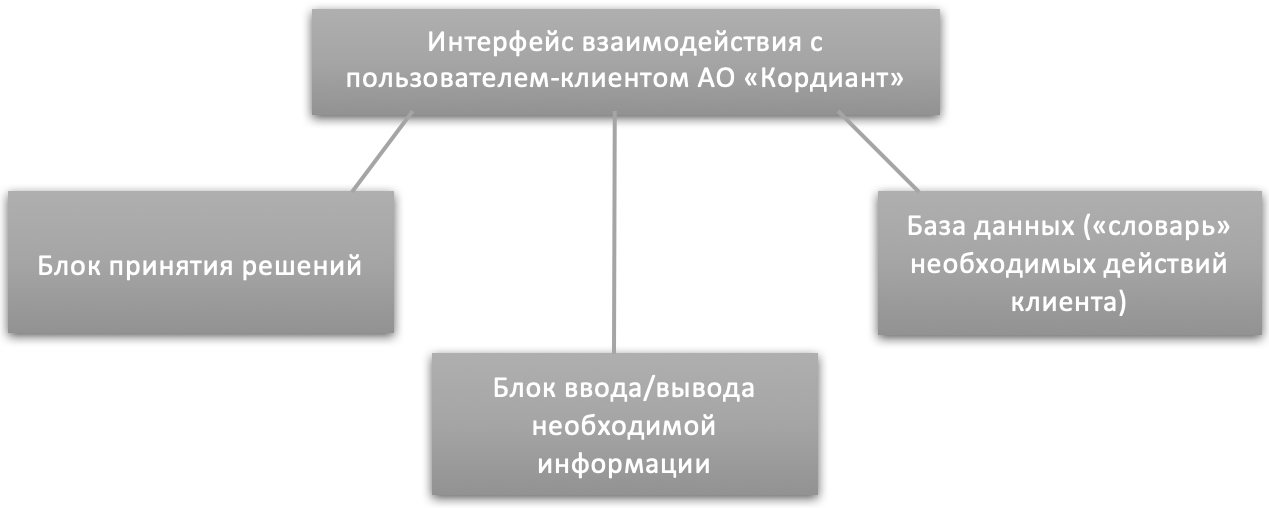 Интерфейс взаимодействия с
пользователем-клиентом АО «Кордиант»
Блок принятия решений
База данных («словарь»
необходимых действий
клиента)
Блок ввода/вывода
необходимой
информации